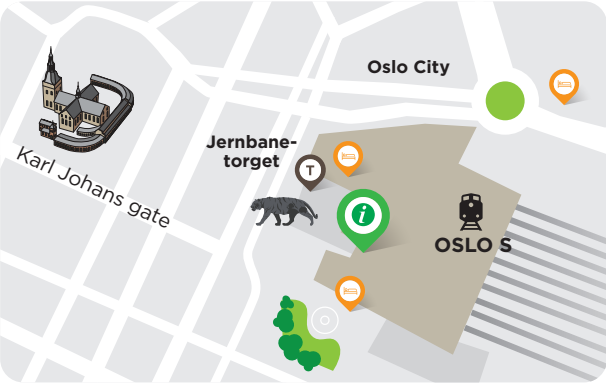 Oslo City
Jernbane-
torget
T
Karl Johans gate
i
OSLO S